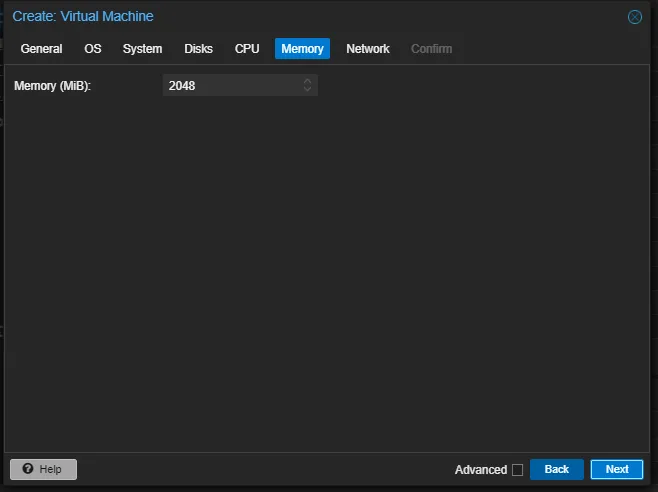 Create: Virtual Machine
General OS System Disks CPU Memory Network Confirm
Memory (MiB): 2048
Help Advanced Back Next